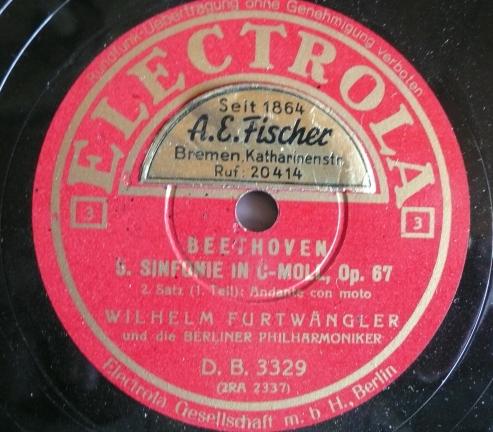 Rundfunk-Uebertragung ohne Genehmigung verboten
ELECTROLA
Seit 1864
A.E.Fischer
Bremen, Katharinenstr.
Ruf: 20414
3
3
BEETHOVEN
5. SINFONIE IN C-MOLL, Op. 67
2. Satz (1. Teil): Andante con moto
WILHELM FURTWÄNGLER
und die BERLINER PHILHARMONIKER
D. B. 3329
(2RA 2337)
Electrola Gesellschaft m. b H., Berlin